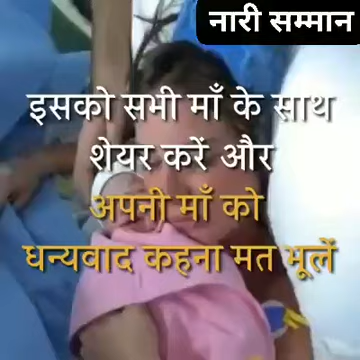 नारी सम्मान
इसको सभी माँ के साथ
शेयर करें और
अपनी माँ को
धन्यवाद कहना मत भूलें